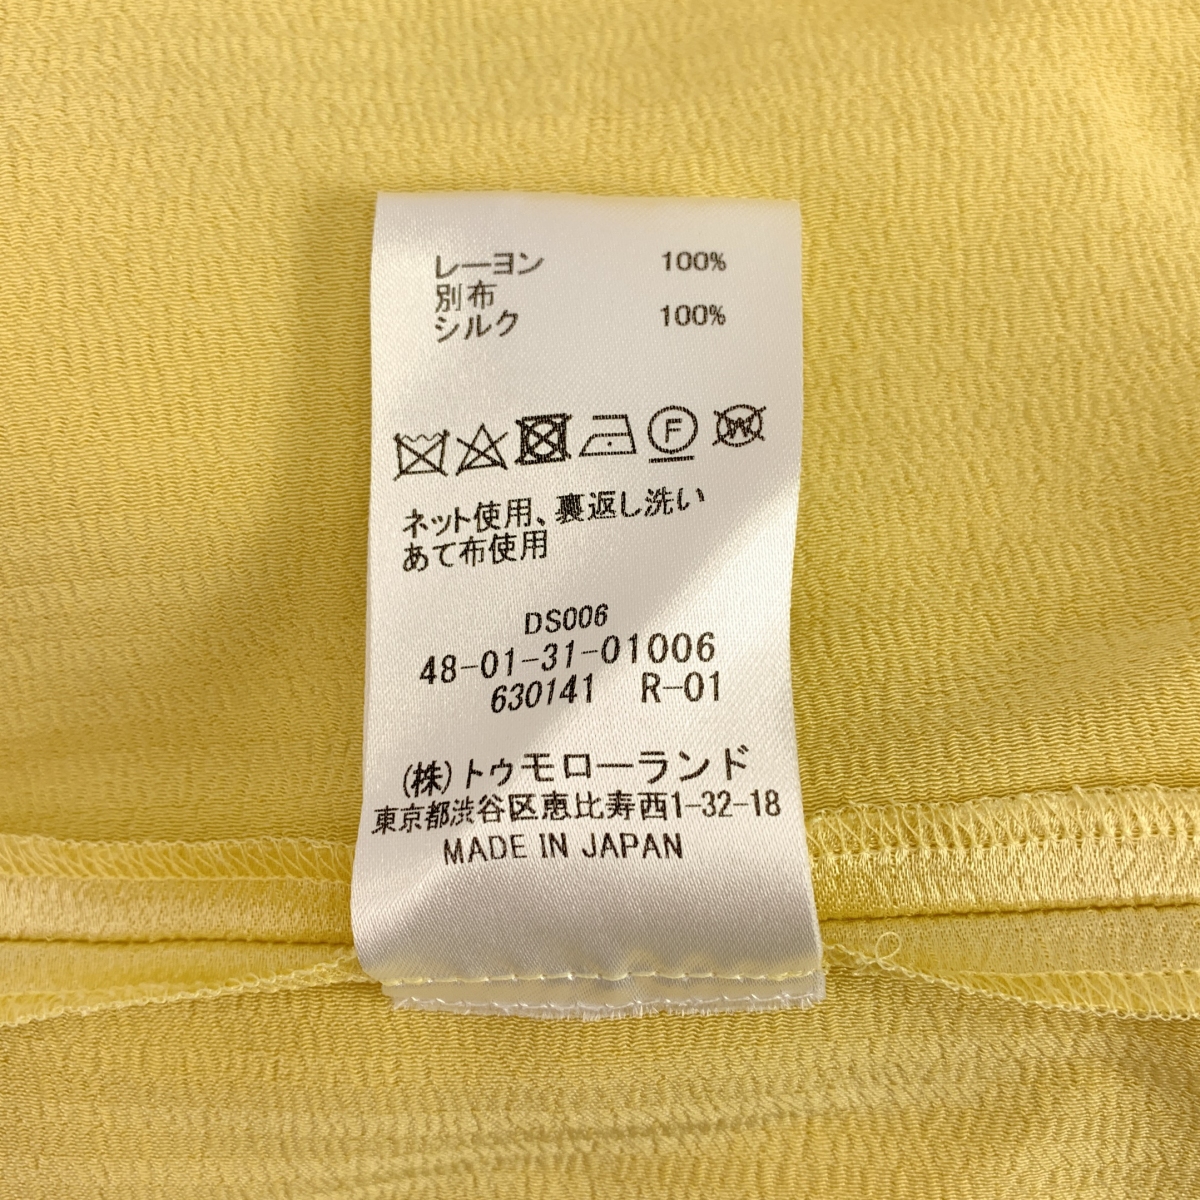 レーヨン 100%
別布
シルク 100%
F W
ネット使用、裏返し洗い
あて布使用
DS006
48-01-31-01006
630141 R-01
(株)トゥモローランド
東京都渋谷区恵比寿西1-32-18
MADE IN JAPAN